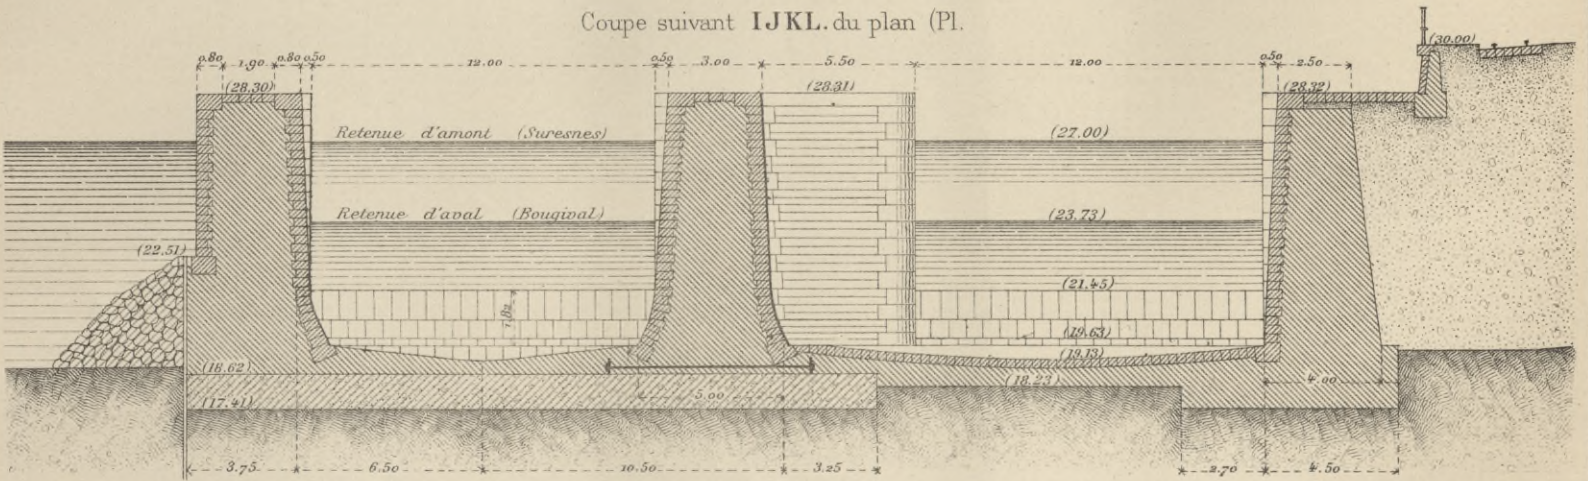 Coupe suivant IJKL. du plan (Pl.
(30.00)
0.80 1.90 0.80 0.50 12.00 0.50 3.00 5.50 12.00 0.50 2.50
(28.30) (28.31) (28.32)
Retenue d'amont (Suresnes) (27.00)
Retenue d'aval (Bougival) (23.73)
(22.51)
(21.45)
1.82
(19.63)
(19.13)
(18.62) (18.23) 4.00
(17.41) 5.00
3.75 6.50 10.50 3.25 2.70 4.50